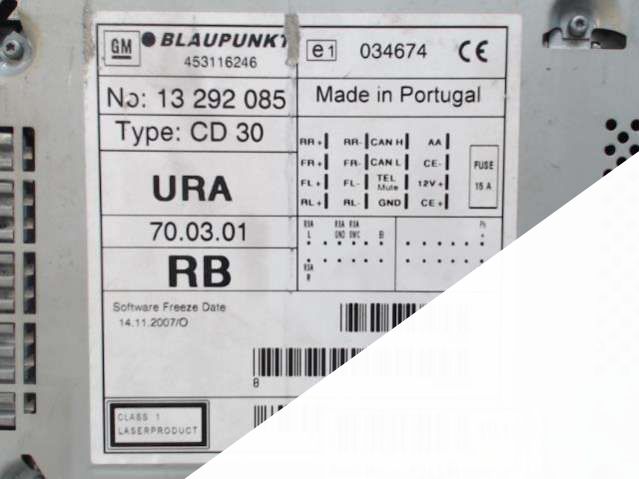 GM BLAUPUNKT
453116246
e1 034674 CE
No: 13 292 085
Made in Portugal
Type: CD 30
RR+ RR- CAN H AA
FR+ FR- CAN L CE-
FL+ FL- TEL Mute 12V+
RL+ RL- GND CE+
FUSE
15 A
URA
70.03.01
RB
Software Freeze Date
14.11.2007/O
8
CLASS 1
LASERPRODUCT